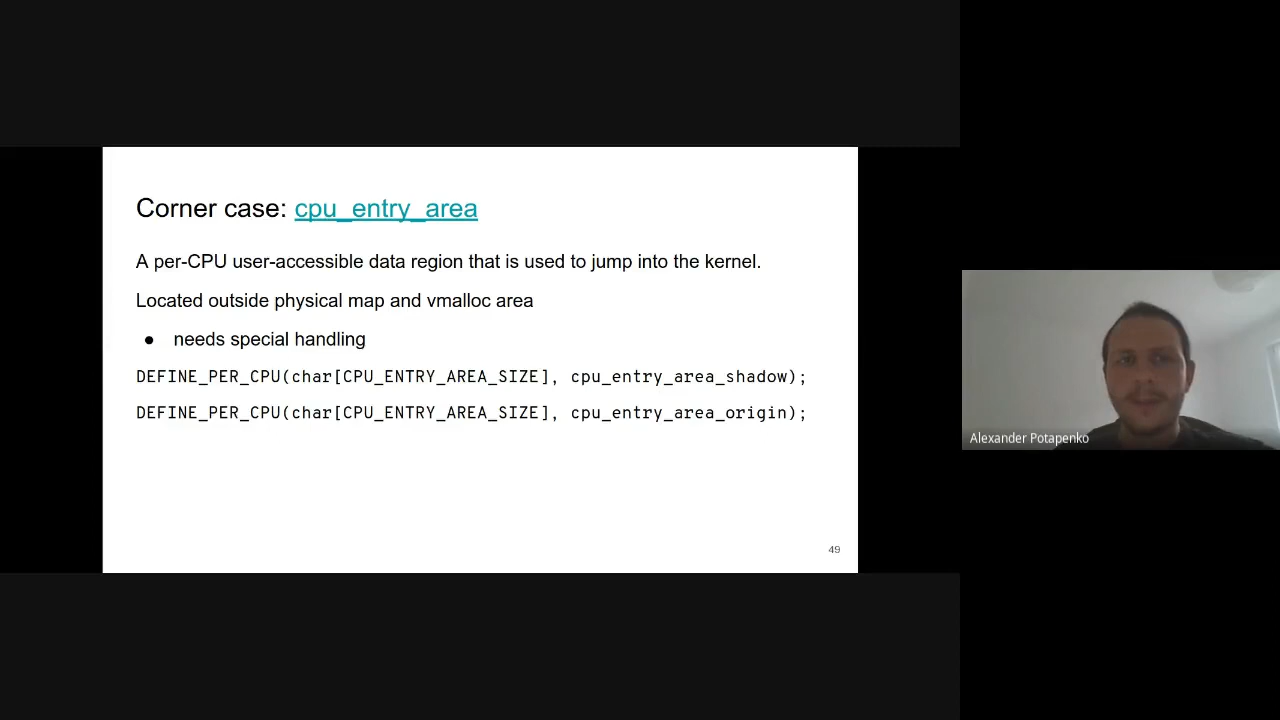 Corner case: cpu_entry_area
A per-CPU user-accessible data region that is used to jump into the kernel.
Located outside physical map and vmalloc area
● needs special handling
DEFINE_PER_CPU(char[CPU_ENTRY_AREA_SIZE], cpu_entry_area_shadow);
DEFINE_PER_CPU(char[CPU_ENTRY_AREA_SIZE], cpu_entry_area_origin);
49
Alexander Potapenko